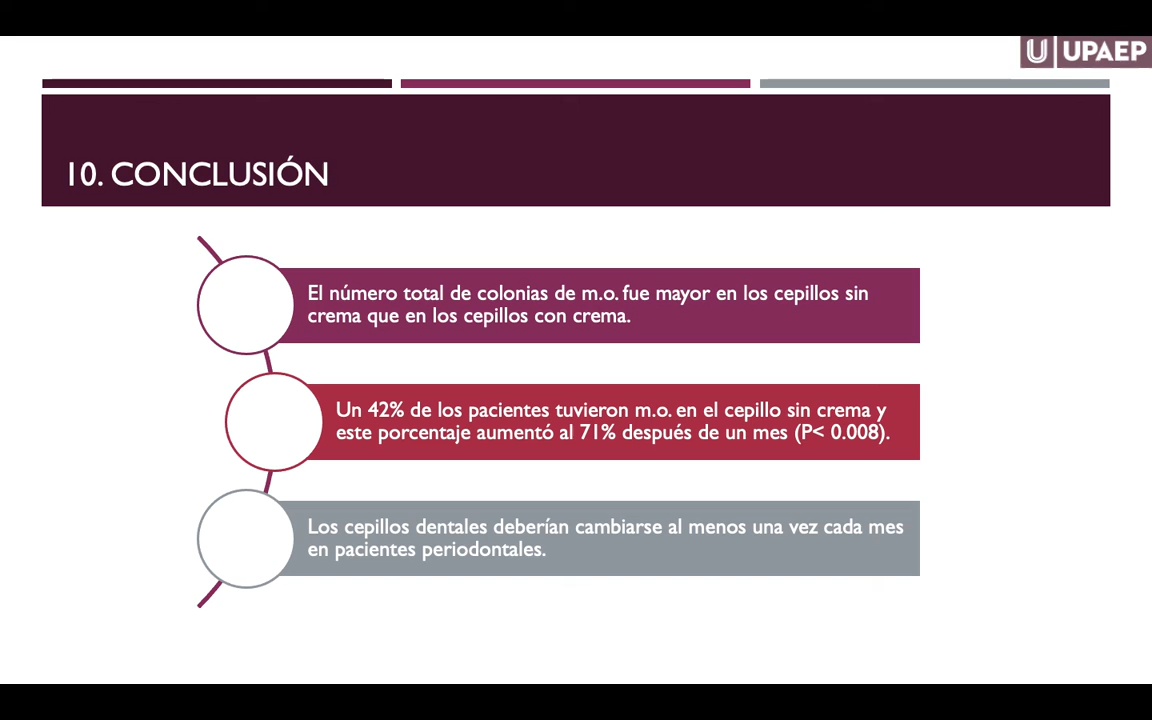 UPAEP
10. CONCLUSIÓN
El número total de colonias de m.o. fue mayor en los cepillos sin
crema que en los cepillos con crema.
Un 42% de los pacientes tuvieron m.o. en el cepillo sin crema y
este porcentaje aumentó al 71% después de un mes (P< 0.008).
Los cepillos dentales deberían cambiarse al menos una vez cada mes
en pacientes periodontales.